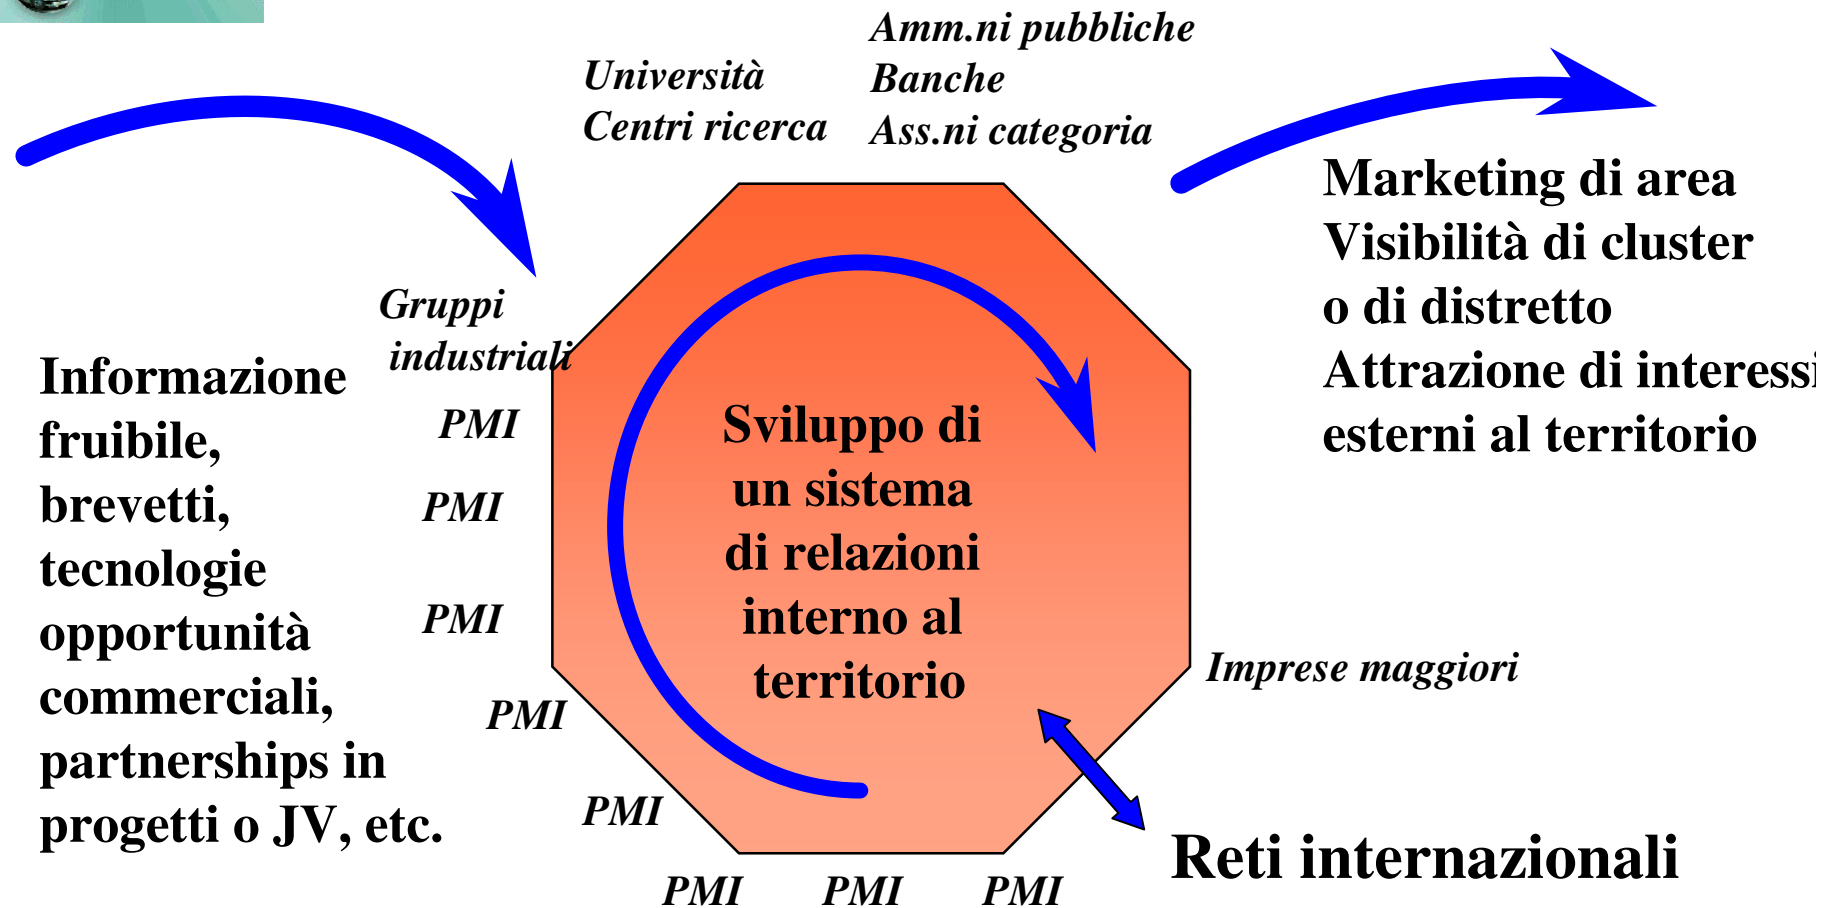 Amm.ni pubbliche
Banche
Ass.ni categoria
Università
Centri ricerca
Marketing di area
Visibilità di cluster
o di distretto
Attrazione di interessi
esterni al territorio
Gruppi
industriali
Informazione
fruibile,
brevetti,
tecnologie
opportunità
commerciali,
partnerships in
progetti o JV, etc.
PMI
PMI
PMI
PMI
PMI
PMI
PMI
PMI
Sviluppo di
un sistema
di relazioni
interno al
territorio
Imprese maggiori
Reti internazionali